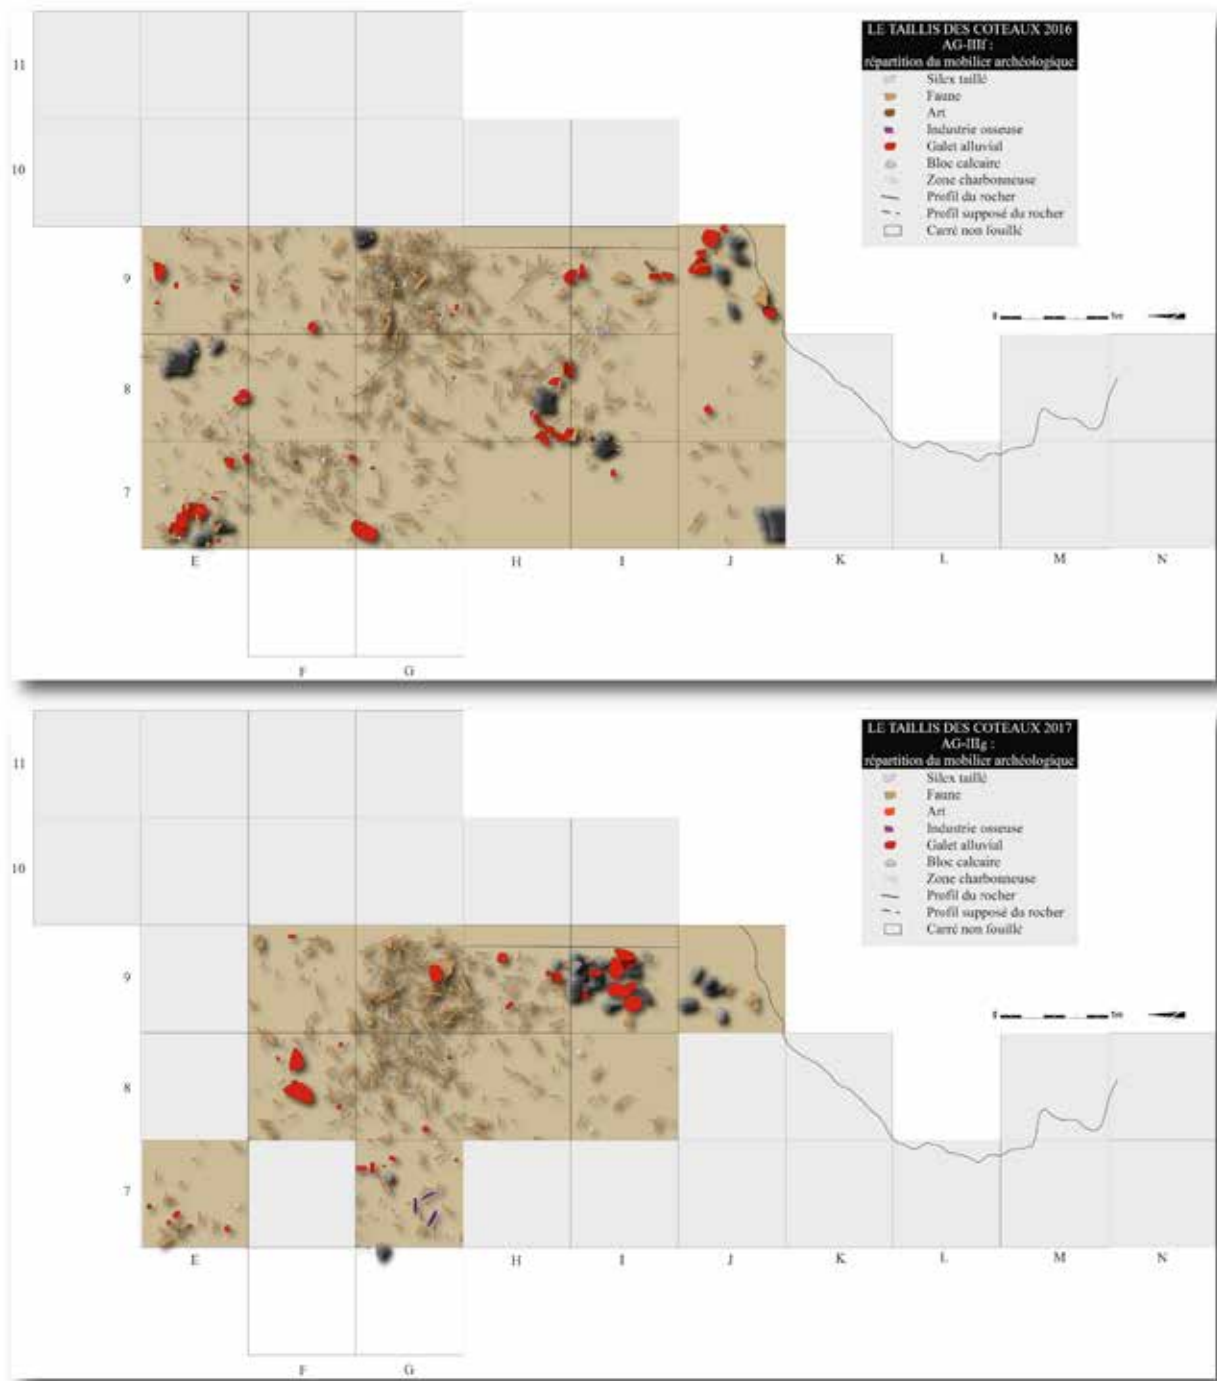 LE TAILLIS DES COTEAUX 2016
AG-IIIf :
répartition du mobilier archéologique
Silex taillé
Faune
Art
Industrie osseuse
Galet alluvial
Bloc calcaire
Zone charbonneuse
Profil du rocher
Profil supposé du rocher
Carré non fouillé
11
10
9
8
7
0 1m
E H I J K L M N
F G
LE TAILLIS DES COTEAUX 2017
AG-IIIg :
répartition du mobilier archéologique
Silex taillé
Faune
Art
Industrie osseuse
Galet alluvial
Bloc calcaire
Zone charbonneuse
Profil du rocher
Profil supposé du rocher
Carré non fouillé
11
10
9
8
7
0 1m
E H I J K L M N
F G